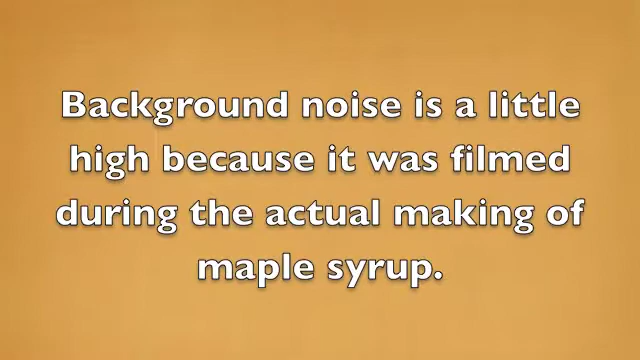 Background noise is a little
high because it was filmed
during the actual making of
maple syrup.